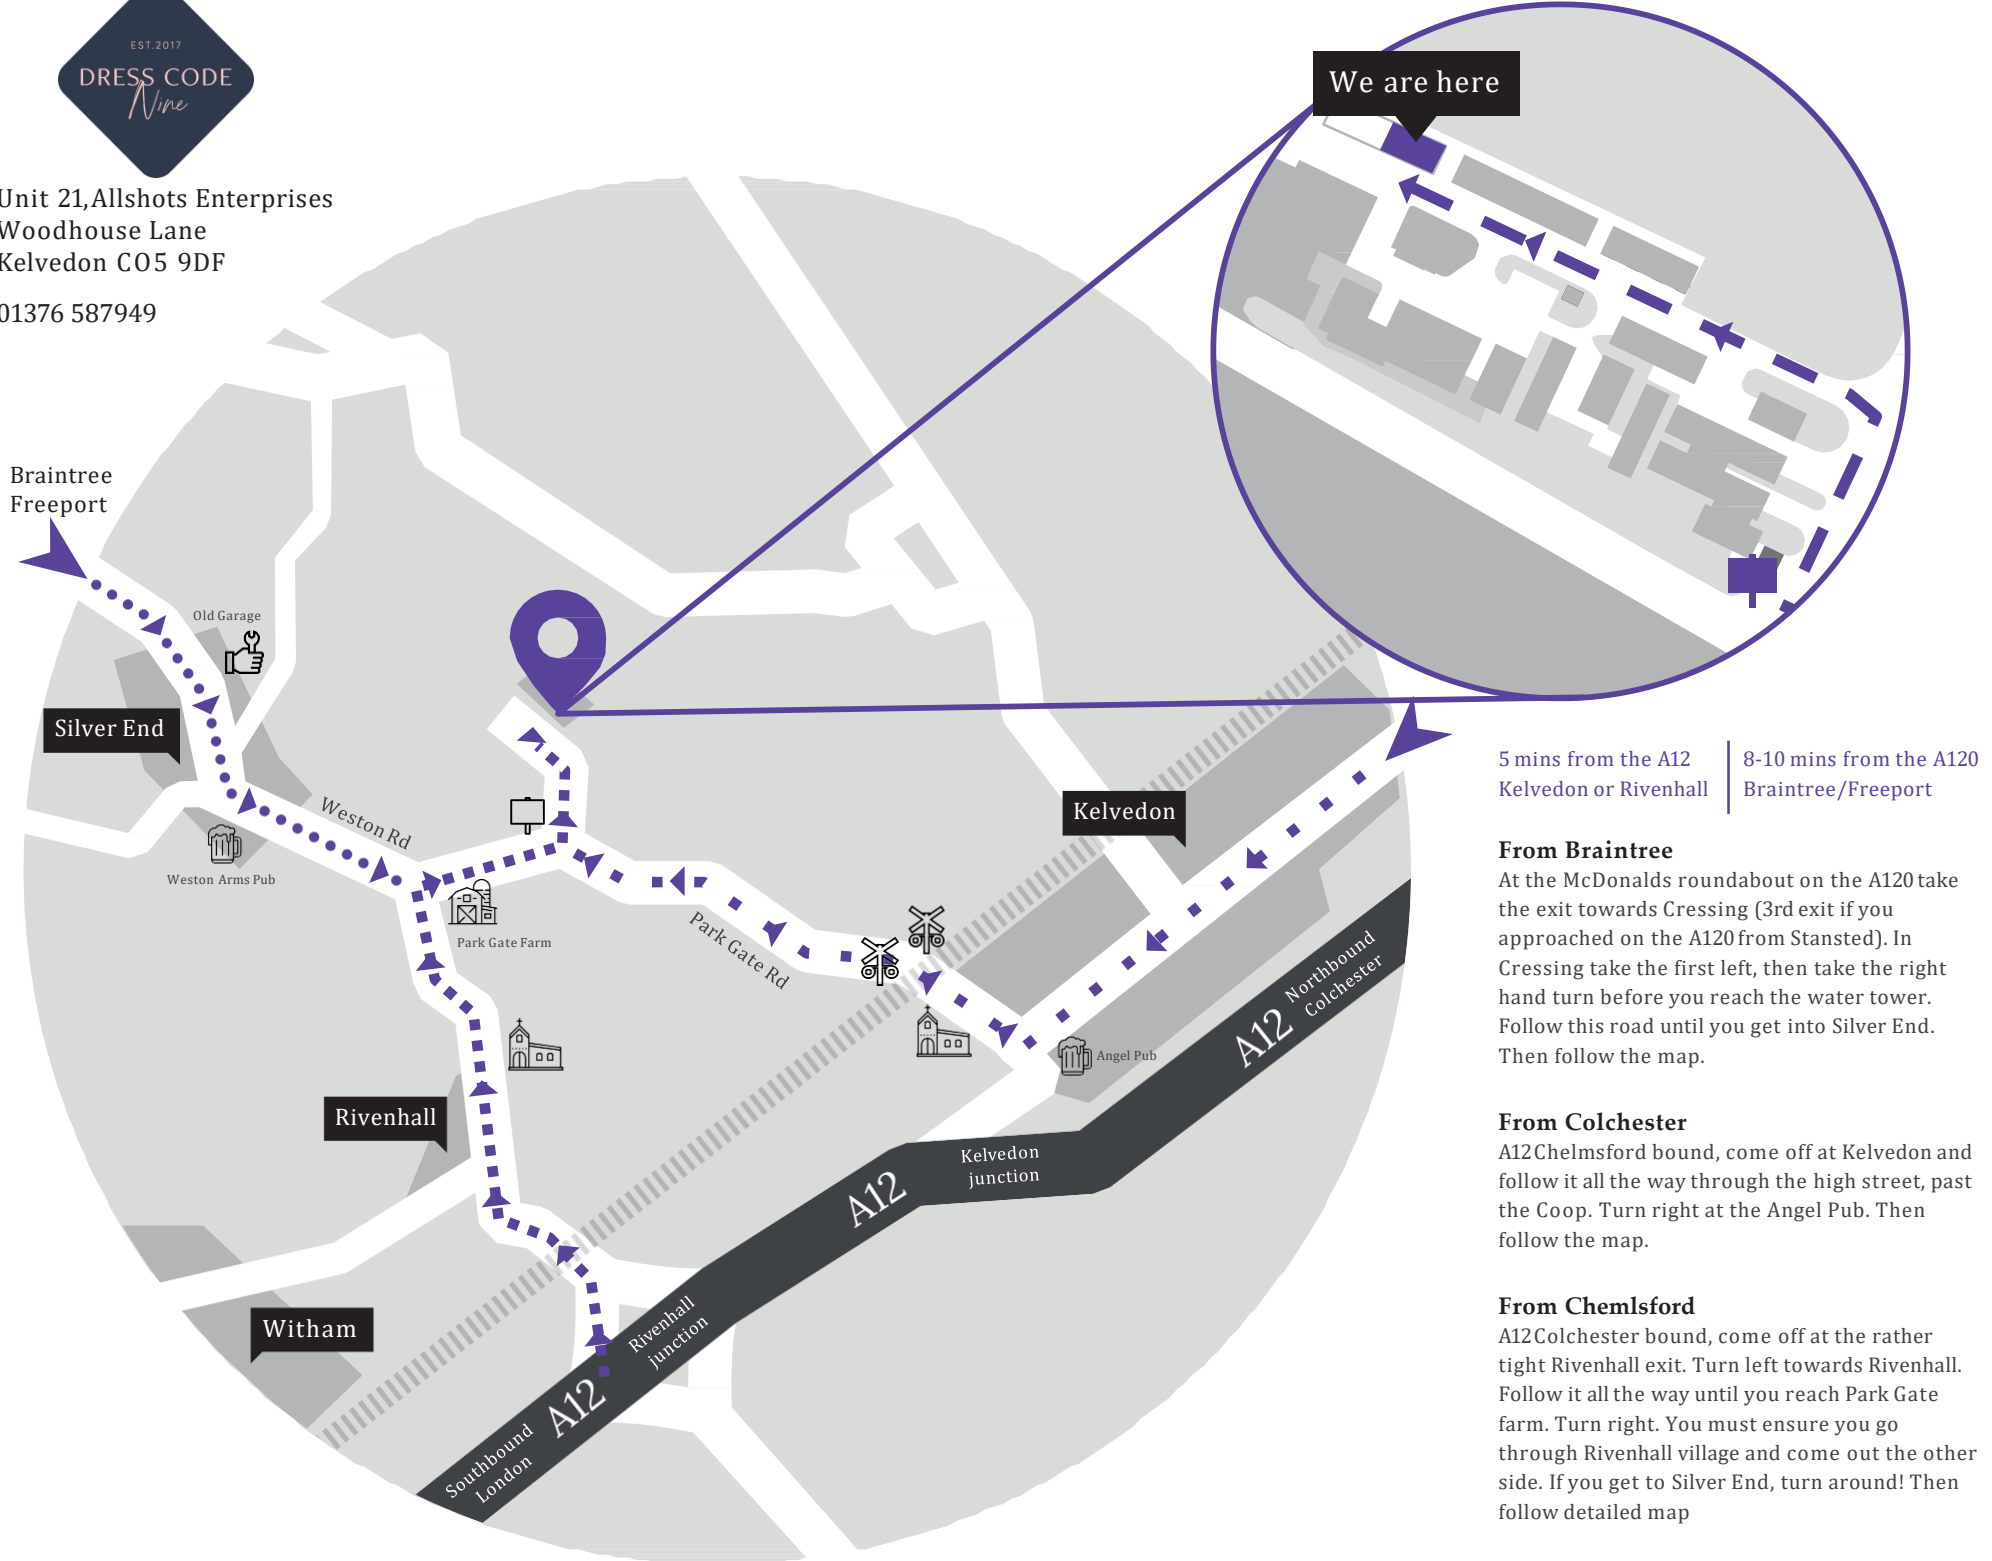 EST.2017
DRESS CODE
Nine
Unit 21, Allshots Enterprises
Woodhouse Lane
Kelvedon CO5 9DF
01376 587949
We are here
Braintree
Freeport
Old Garage
Silver End
Weston Rd
Weston Arms Pub
Park Gate Farm
Park Gate Rd
Kelvedon
Angel Pub
Rivenhall
Witham
A12
Northbound
Colchester
Kelvedon
junction
A12
Rivenhall
junction
A12
Southbound
London
5 mins from the A12
Kelvedon or Rivenhall
8-10 mins from the A120
Braintree/Freeport
From Braintree
At the McDonalds roundabout on the A120 take
the exit towards Cressing (3rd exit if you
approached on the A120 from Stansted). In
Cressing take the first left, then take the right
hand turn before you reach the water tower.
Follow this road until you get into Silver End.
Then follow the map.
From Colchester
A12 Chelmsford bound, come off at Kelvedon and
follow it all the way through the high street, past
the Coop. Turn right at the Angel Pub. Then
follow the map.
From Chemlsford
A12 Colchester bound, come off at the rather
tight Rivenhall exit. Turn left towards Rivenhall.
Follow it all the way until you reach Park Gate
farm. Turn right. You must ensure you go
through Rivenhall village and come out the other
side. If you get to Silver End, turn around! Then
follow detailed map